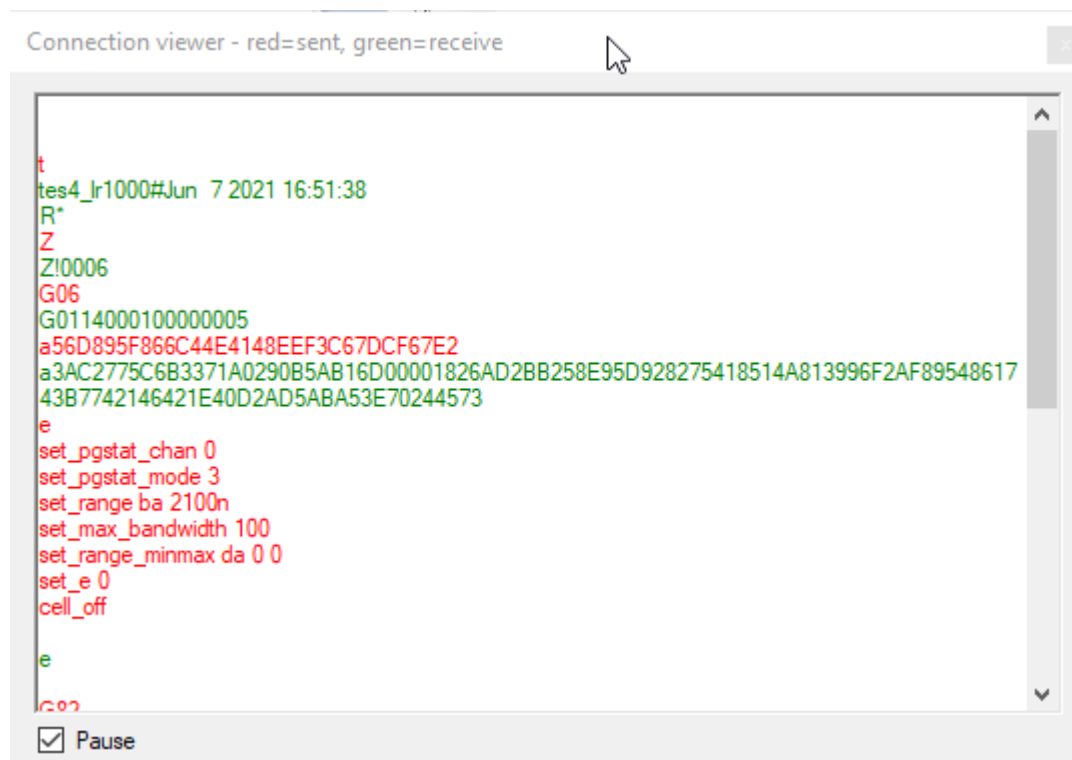 Connection viewer - red=sent, green=receive
t
tes4_lr1000#Jun  7 2021 16:51:38
R*
Z
Z!0006
G06
G0114000100000005
a56D895F866C44E4148EEF3C67DCF67E2
a3AC2775C6B3371A0290B5AB16D00001826AD2BB258E95D928275418514A813996F2AF89548617
43B7742146421E40D2AD5ABA53E70244573
e
set_pgstat_chan 0
set_pgstat_mode 3
set_range ba 2100n
set_max_bandwidth 100
set_range_minmax da 0 0
set_e 0
cell_off
e
G82
Pause